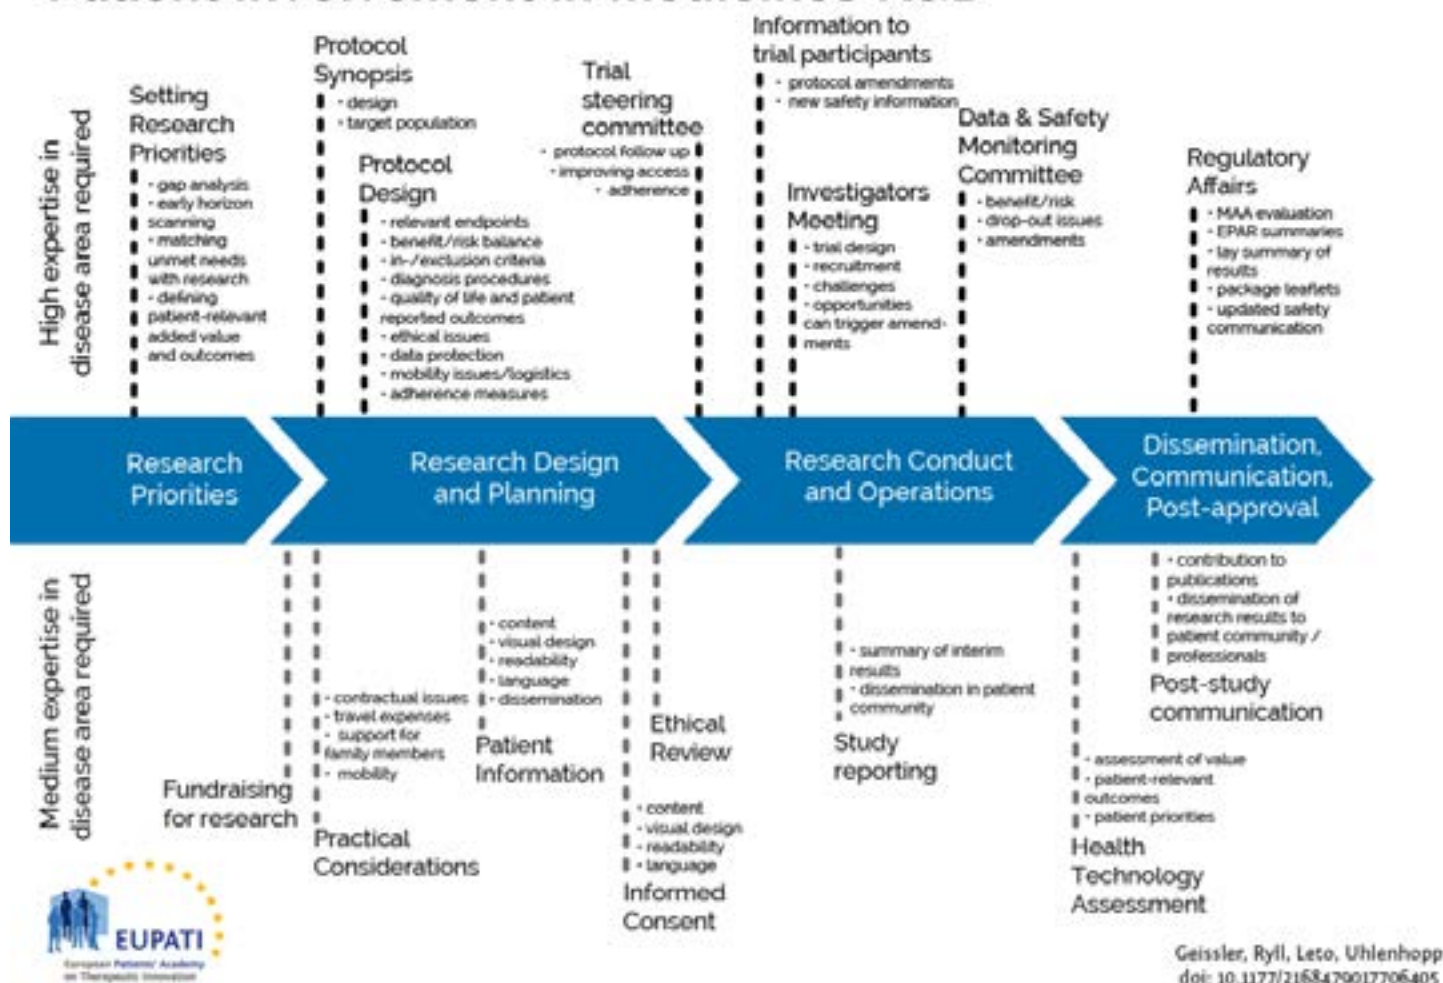 High expertise in
disease area required
Setting
Research
Priorities
· gap analysis
· early horizon
scanning
· matching
unmet needs
with research
· defining
patient-relevant
added value
and outcomes
Protocol
Synopsis
· design
· target population
Protocol
Design
· relevant endpoints
· benefit/risk balance
· in-/exclusion criteria
· diagnosis procedures
· quality of life and patient
reported outcomes
· ethical issues
· data protection
· mobility issues/logistics
· adherence measures
Trial
steering
committee
· protocol follow up
· improving access
· adherence
Information to
trial participants
· protocol amendments
· new safety information
Investigators
Meeting
· trial design
· recruitment
· challenges
· opportunities
can trigger amend-
ments
Data & Safety
Monitoring
Committee
· benefit/risk
· drop-out issues
· amendments
Regulatory
Affairs
· MAA evaluation
· EPAR summaries
· lay summary of
results
· package leaflets
· updated safety
communication
Research
Priorities
Research Design
and Planning
Research Conduct
and Operations
Dissemination,
Communication,
Post-approval
Medium expertise in
disease area required
Fundraising
for research
· contractual issues
· travel expenses
· support for
family members
· mobility
Practical
Considerations
· content
· visual design
· readability
· language
· dissemination
Patient
Information
Ethical
Review
· content
· visual design
· readability
· language
Informed
Consent
· summary of interim
results
· dissemination in patient
community
Study
reporting
· contribution to
publications
· dissemination of
research results to
patient community /
professionals
Post-study
communication
· assessment of value
· patient-relevant
outcomes
· patient priorities
Health
Technology
Assessment
EUPATI
European Patients' Academy
on Therapeutic Innovation
Geissler, Ryll, Leto, Uhlenhopp
doi: 10.1177/2168479017706405